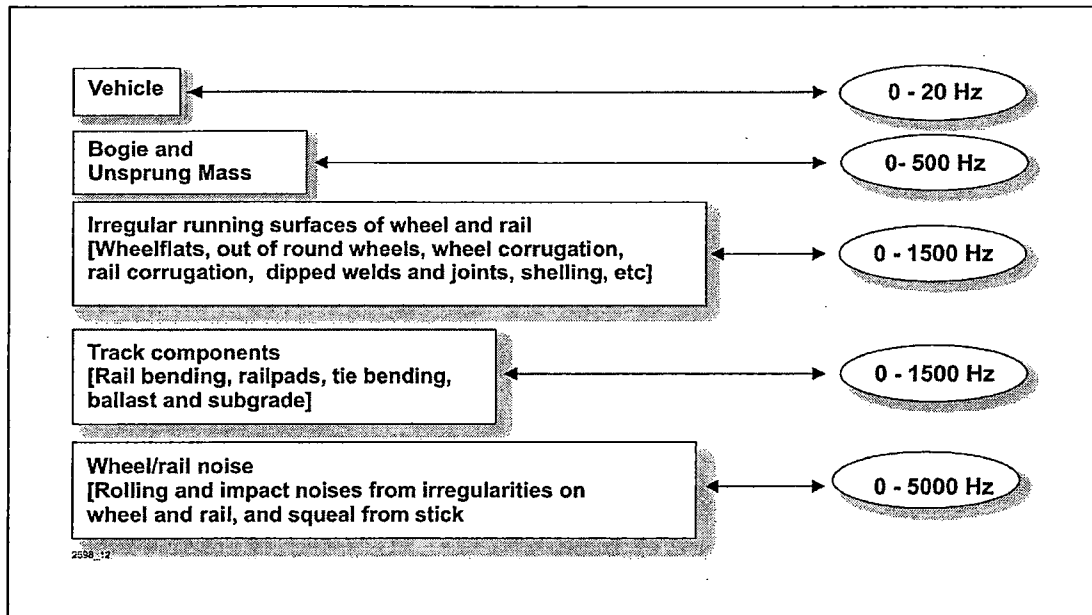 Vehicle
0 - 20 Hz
Bogie and
Unsprung Mass
0- 500 Hz
Irregular running surfaces of wheel and rail
[Wheelflats, out of round wheels, wheel corrugation,
rail corrugation, dipped welds and joints, shelling, etc]
0 - 1500 Hz
Track components
[Rail bending, railpads, tie bending,
ballast and subgrade]
0 - 1500 Hz
Wheel/rail noise
[Rolling and impact noises from irregularities on
wheel and rail, and squeal from stick
0 - 5000 Hz
2598_12